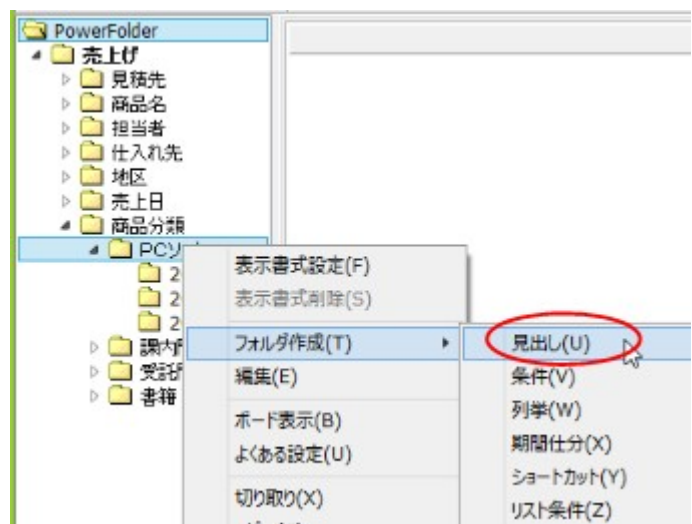 PowerFolder
売上げ
見積先
商品名
担当者
仕入れ先
地区
売上日
商品分類
PCソ
2
2
2
書籍
表示書式設定(F)
表示書式削除(S)
フォルダ作成(T)
編集(E)
ボード表示(B)
よくある設定(U)
切り取り(X)
見出し(U)
条件(V)
列挙(W)
期間仕分(X)
ショートカット(Y)
リスト条件(Z)